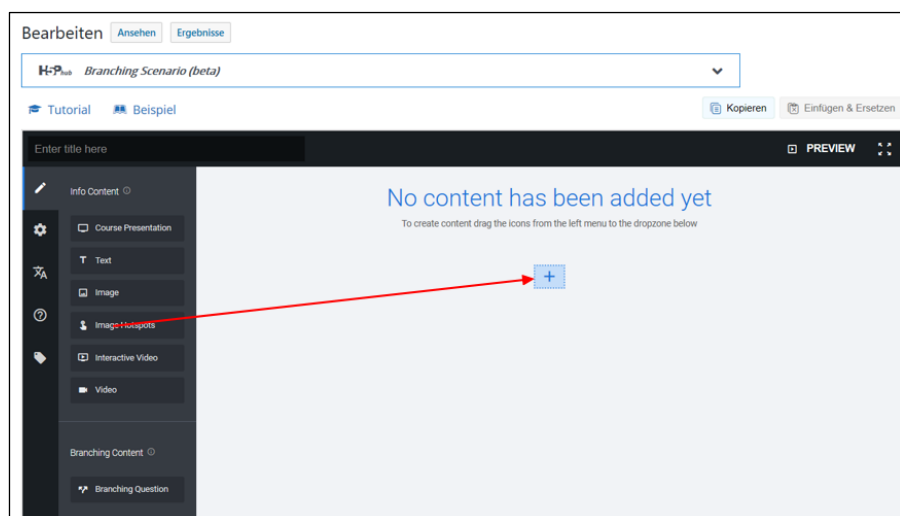 Bearbeiten Ansehen Ergebnisse
H5P hub Branching Scenario (beta)
Tutorial Beispiel Kopieren Einfügen & Ersetzen
Enter title here PREVIEW
Info Content
Course Presentation
Text
Image
Image Hotspots
Interactive Video
Video
Branching Content
Branching Question
No content has been added yet
To create content drag the icons from the left menu to the dropzone below
+